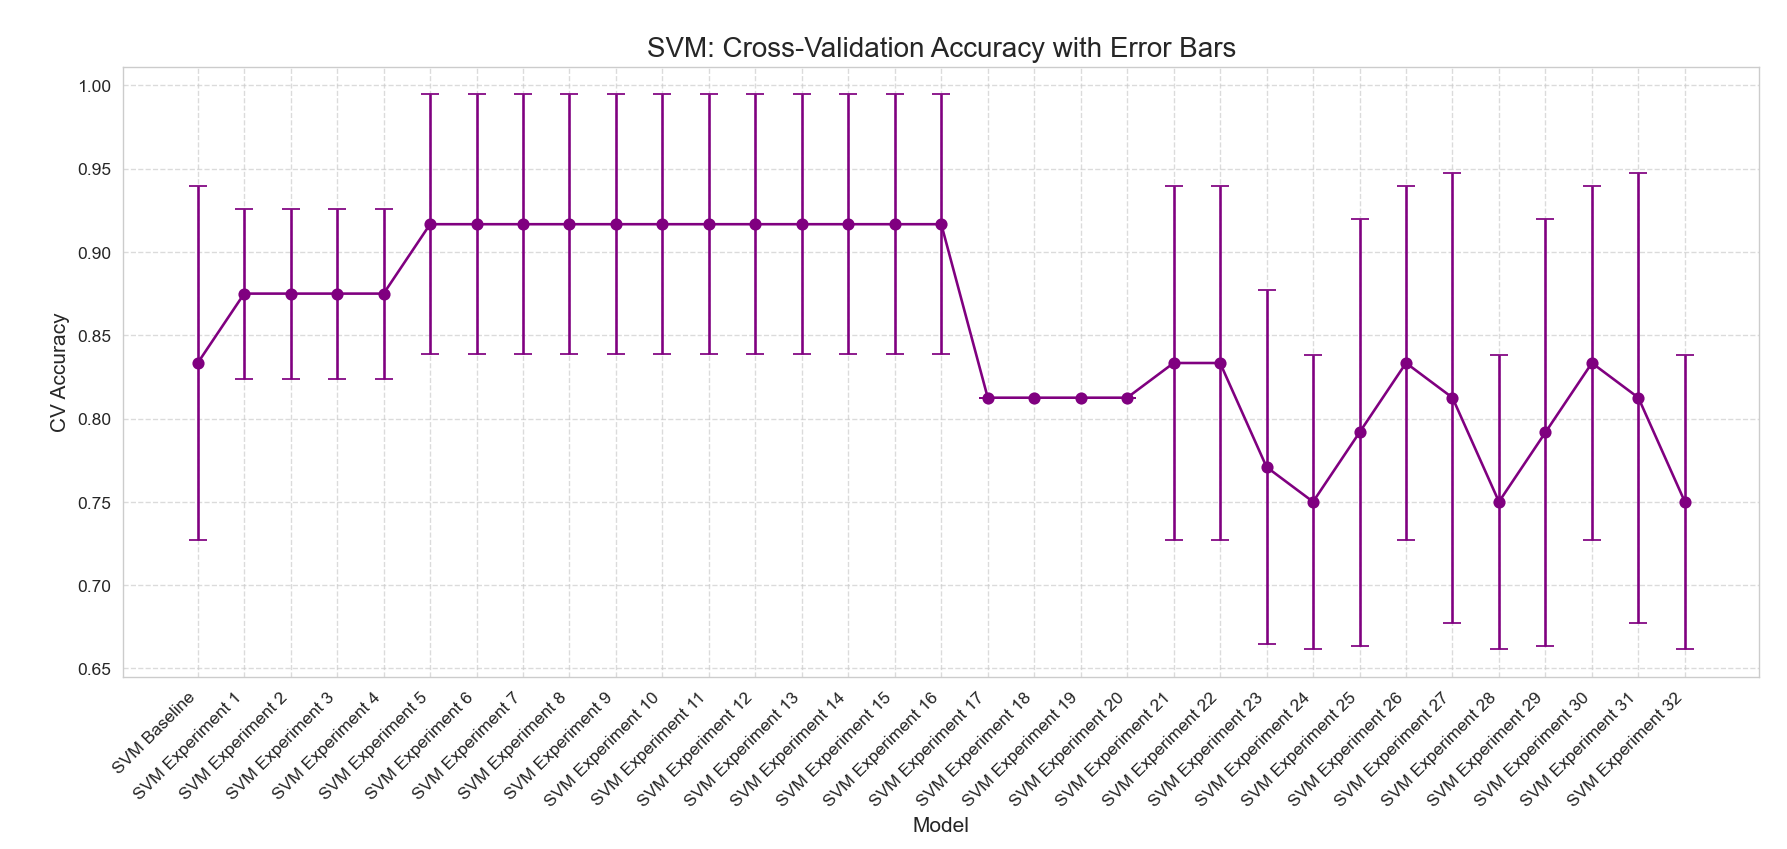 SVM: Cross-Validation Accuracy with Error Bars
CV Accuracy
1.00
0.95
0.90
0.85
0.80
0.75
0.70
0.65
SVM Baseline
SVM Experiment 1
SVM Experiment 2
SVM Experiment 3
SVM Experiment 4
SVM Experiment 5
SVM Experiment 6
SVM Experiment 7
SVM Experiment 8
SVM Experiment 9
SVM Experiment 10
SVM Experiment 11
SVM Experiment 12
SVM Experiment 13
SVM Experiment 14
SVM Experiment 15
SVM Experiment 16
SVM Experiment 17
SVM Experiment 18
SVM Experiment 19
SVM Experiment 20
SVM Experiment 21
SVM Experiment 22
SVM Experiment 23
SVM Experiment 24
SVM Experiment 25
SVM Experiment 26
SVM Experiment 27
SVM Experiment 28
SVM Experiment 29
SVM Experiment 30
SVM Experiment 31
SVM Experiment 32
Model